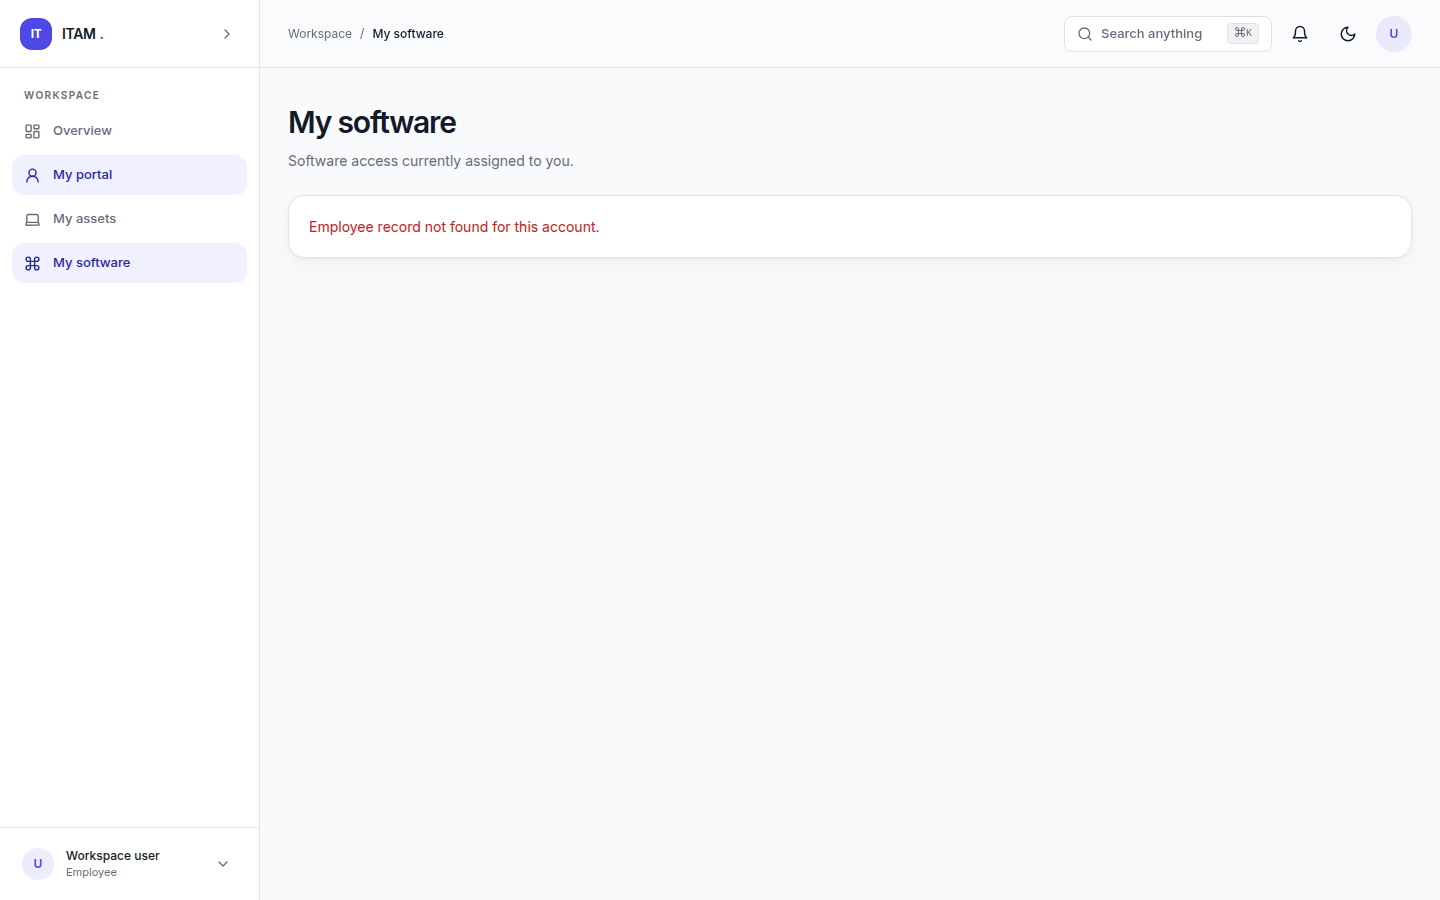 IT ITAM .
WORKSPACE
Overview
My portal
My assets
My software
U Workspace user
Employee
Workspace / My software
Search anything ⌘K
U
My software
Software access currently assigned to you.
Employee record not found for this account.